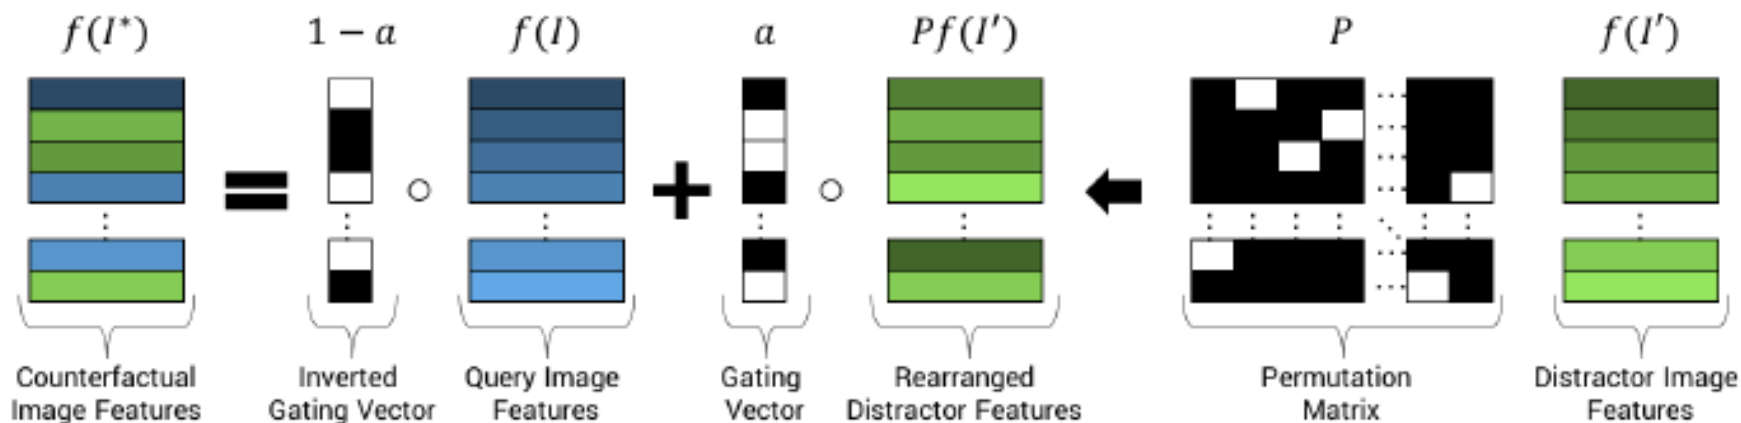 f(I*) 1 − a f(I) a Pf(I′) P f(I′)
Counterfactual Inverted Query Image Gating Rearranged Permutation Distractor Image
Image Features Gating Vector Features Vector Distractor Features Matrix Features